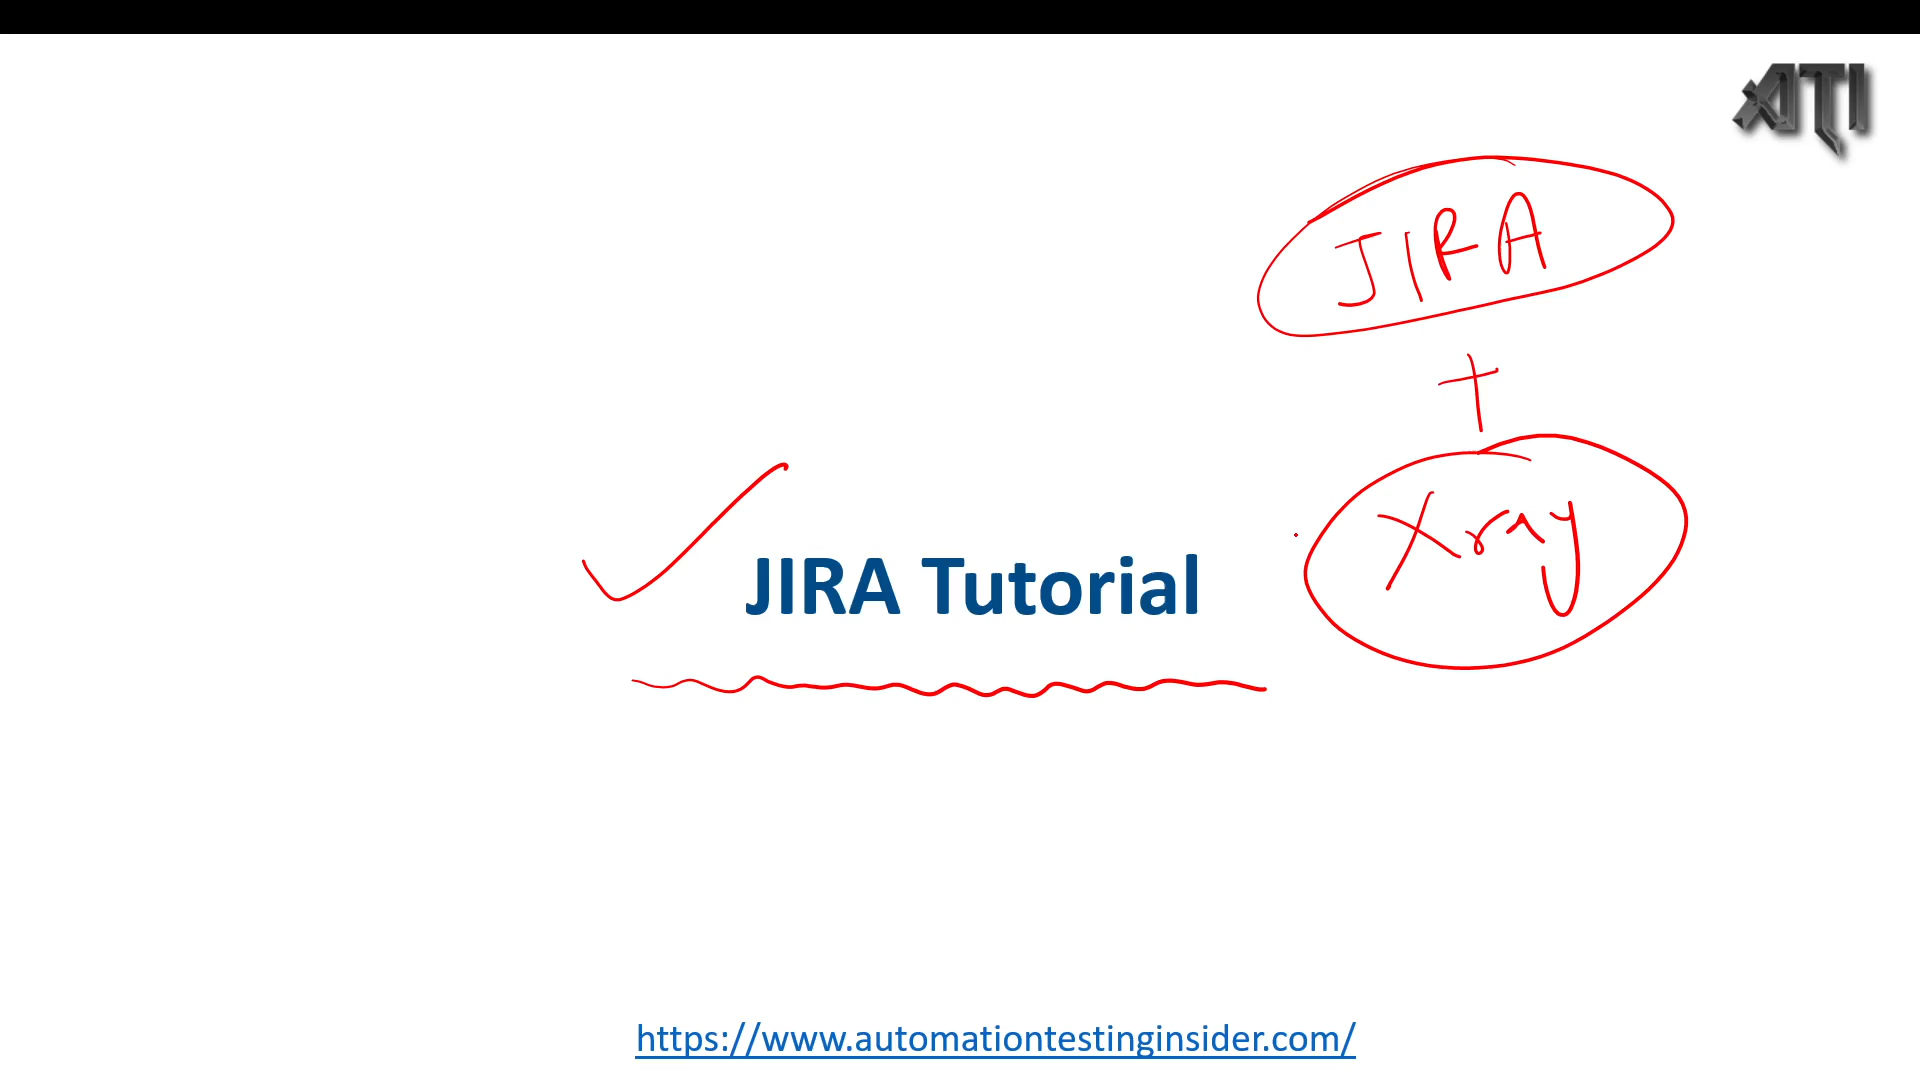 ATI
JIRA
+
Xray
JIRA Tutorial
https://www.automationtestinginsider.com/